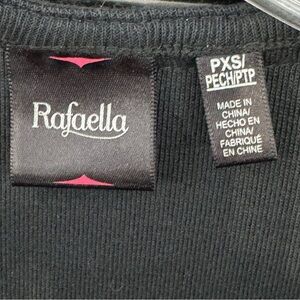 Rafaella
PXS/
PECH/PTP
MADE IN
CHINA/
HECHO EN
CHINA/
FABRIQUÉ
EN CHINE